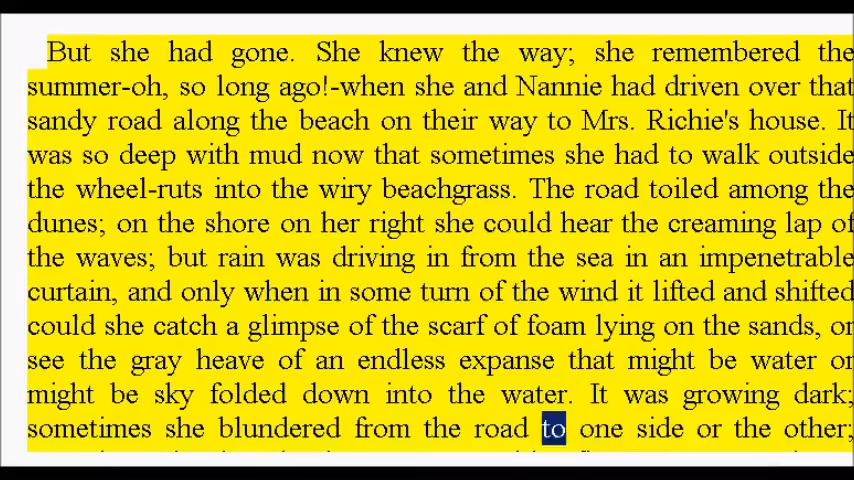 But she had gone. She knew the way; she remembered the
summer-oh, so long ago!-when she and Nannie had driven over that
sandy road along the beach on their way to Mrs. Richie's house. It
was so deep with mud now that sometimes she had to walk outside
the wheel-ruts into the wiry beachgrass. The road toiled among the
dunes; on the shore on her right she could hear the creaming lap of
the waves; but rain was driving in from the sea in an impenetrable
curtain, and only when in some turn of the wind it lifted and shifted
could she catch a glimpse of the scarf of foam lying on the sands, or
see the gray heave of an endless expanse that might be water or
might be sky folded down into the water. It was growing dark;
sometimes she blundered from the road to one side or the other;